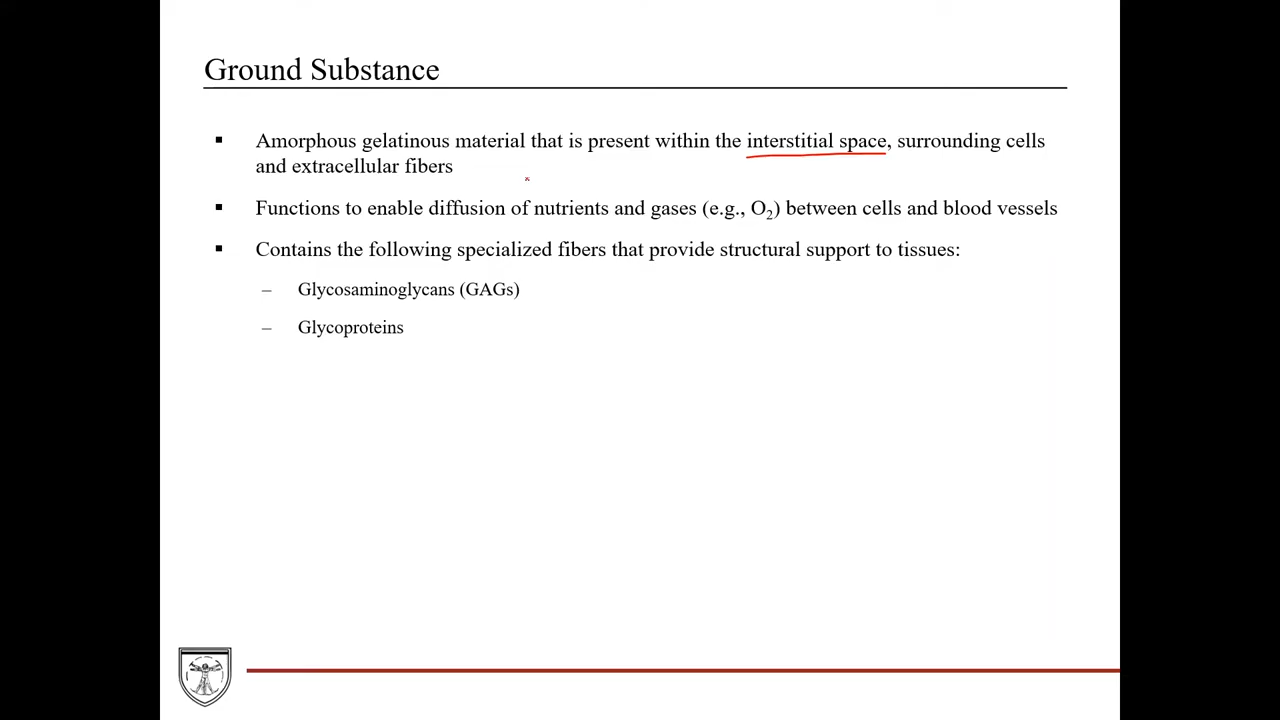 Ground Substance
▪ Amorphous gelatinous material that is present within the interstitial space, surrounding cells
and extracellular fibers
▪ Functions to enable diffusion of nutrients and gases (e.g., O₂) between cells and blood vessels
▪ Contains the following specialized fibers that provide structural support to tissues:
– Glycosaminoglycans (GAGs)
– Glycoproteins